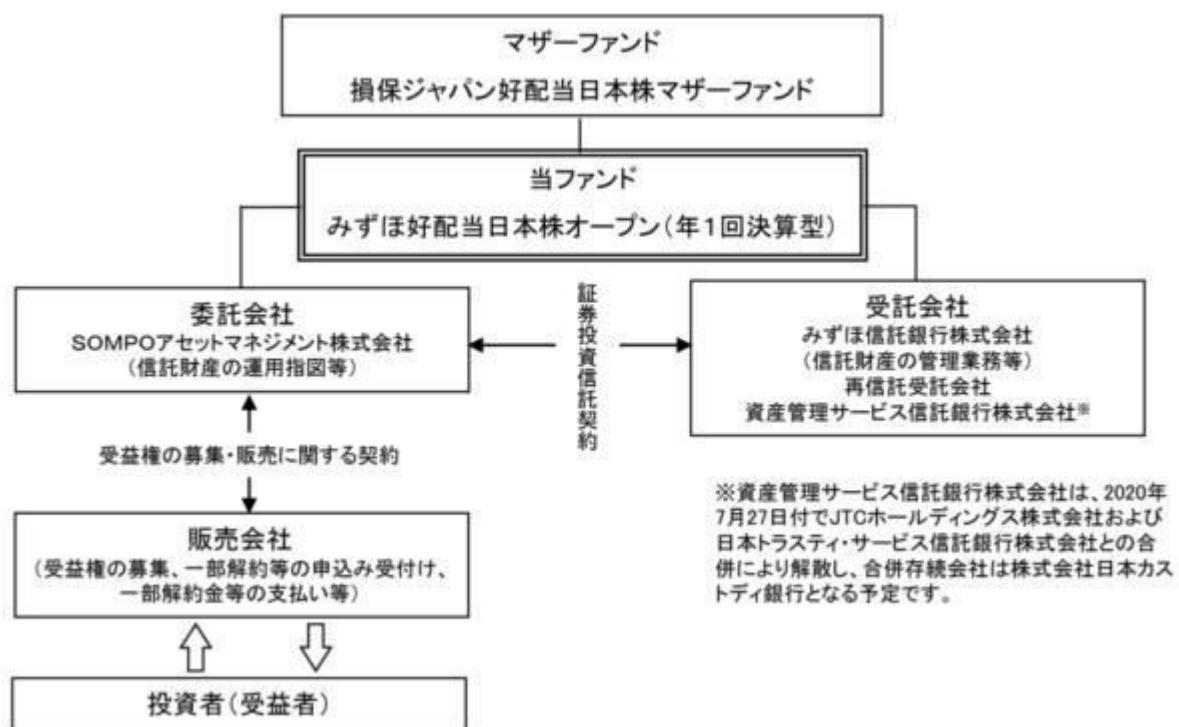 マザーファンド
損保ジャパン好配当日本株マザーファンド
当ファンド
みずほ好配当日本株オープン(年1回決算型)
委託会社
SOMPOアセットマネジメント株式会社
(信託財産の運用指図等)
証券投資信託契約
受託会社
みずほ信託銀行株式会社
(信託財産の管理業務等)
再信託受託会社
資産管理サービス信託銀行株式会社※
受益権の募集・販売に関する契約
販売会社
(受益権の募集、一部解約等の申込み受付け、
一部解約金等の支払い等)
※資産管理サービス信託銀行株式会社は、2020年
7月27日付でJTCホールディングス株式会社および
日本トラスティ・サービス信託銀行株式会社との合
併により解散し、合併存続会社は株式会社日本カス
トディ銀行となる予定です。
投資者(受益者)